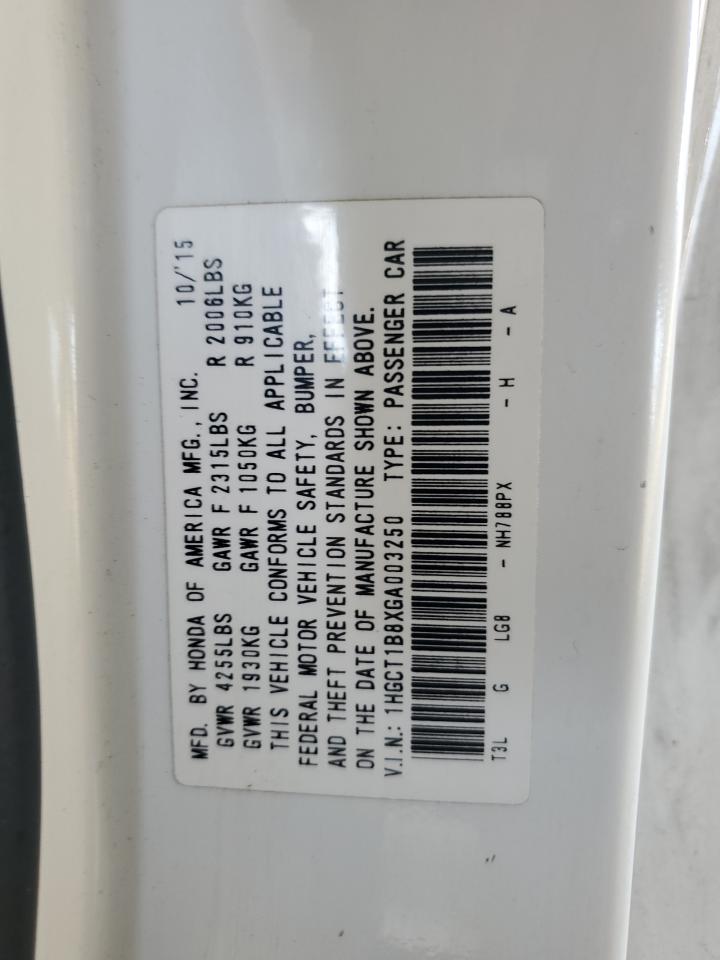 MFD. BY HONDA OF AMERICA MFG., INC. 10/'15
GVWR 4255LBS GAWR F 2315LBS R 2006LBS
GVWR 1930KG GAWR F 1050KG R 910KG
THIS VEHICLE CONFORMS TO ALL APPLICABLE
FEDERAL MOTOR VEHICLE SAFETY, BUMPER,
AND THEFT PREVENTION STANDARDS IN EFFECT
ON THE DATE OF MANUFACTURE SHOWN ABOVE.
V.I.N.: 1HGCT1B8XGA003250 TYPE: PASSENGER CAR
T3L G LG8 - NH788PX - H - A